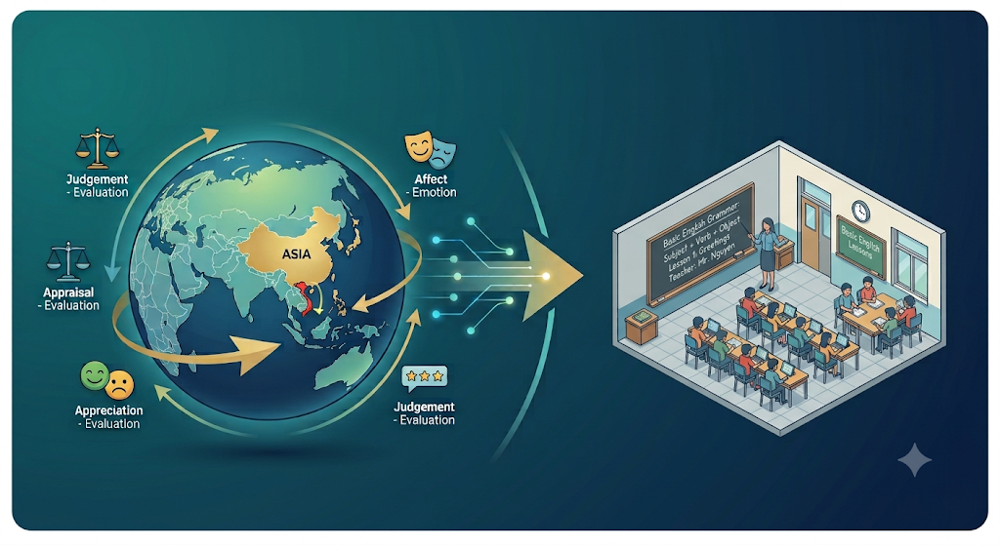 Judgement
- Evaluation
Affect
- Emotion
ASIA
Appraisal
- Evaluation
Appreciation
- Evaluation
Judgement
- Evaluation
Basic English Grammar:
Subject + Verb + Object
Lesson 1: Greetings
Teacher: Mr. Nguyen
Basic English
Lessons